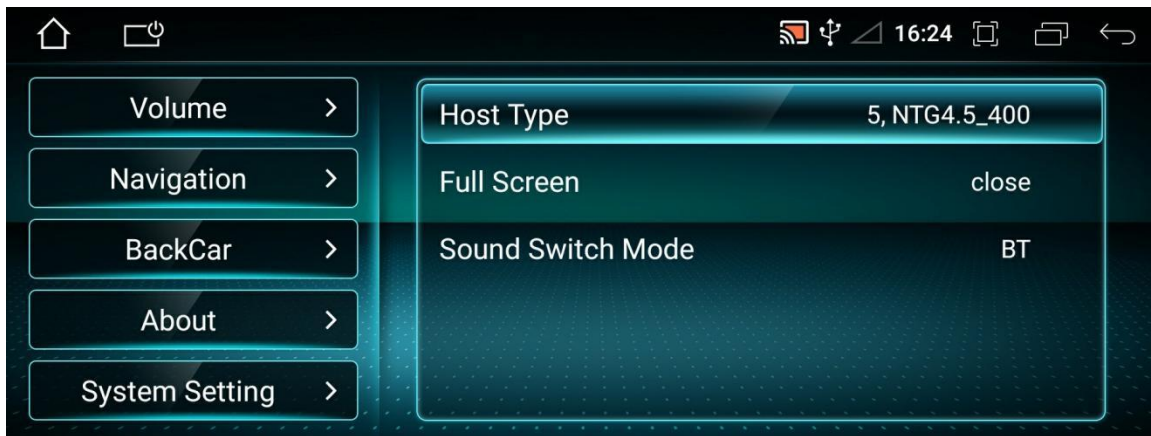 16:24
Volume
Navigation
BackCar
About
System Setting
Host Type 5, NTG4.5_400
Full Screen close
Sound Switch Mode BT